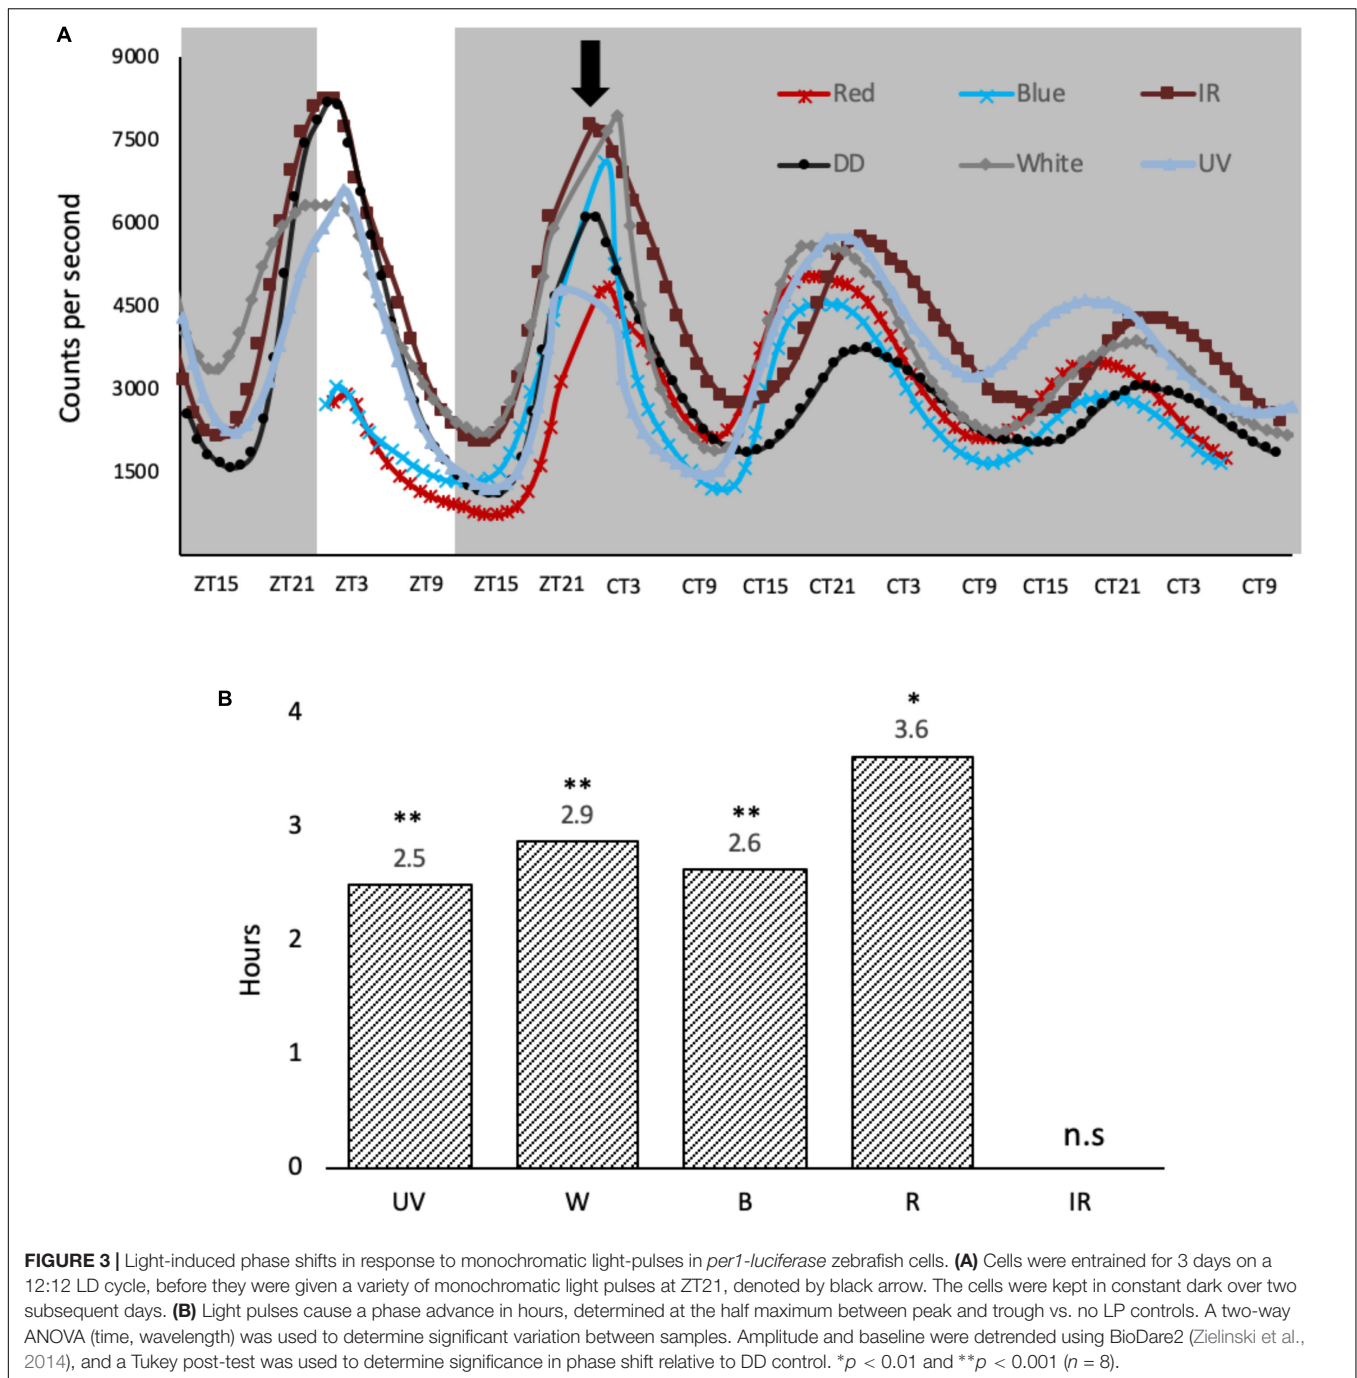 A
9000
7500
6000
4500
3000
1500
Counts per second
Red
Blue
IR
DD
White
UV
ZT15 ZT21 ZT3 ZT9 ZT15 ZT21 CT3 CT9 CT15 CT21 CT3 CT9 CT15 CT21 CT3 CT9
B
4
3
2
1
0
Hours
**
2.5
**
2.9
**
2.6
*
3.6
n.s
UV W B R IR
FIGURE 3 | Light-induced phase shifts in response to monochromatic light-pulses in per1-luciferase zebrafish cells. (A) Cells were entrained for 3 days on a
12:12 LD cycle, before they were given a variety of monochromatic light pulses at ZT21, denoted by black arrow. The cells were kept in constant dark over two
subsequent days. (B) Light pulses cause a phase advance in hours, determined at the half maximum between peak and trough vs. no LP controls. A two-way
ANOVA (time, wavelength) was used to determine significant variation between samples. Amplitude and baseline were detrended using BioDare2 (Zielinski et al.,
2014), and a Tukey post-test was used to determine significance in phase shift relative to DD control. *p < 0.01 and **p < 0.001 (n = 8).